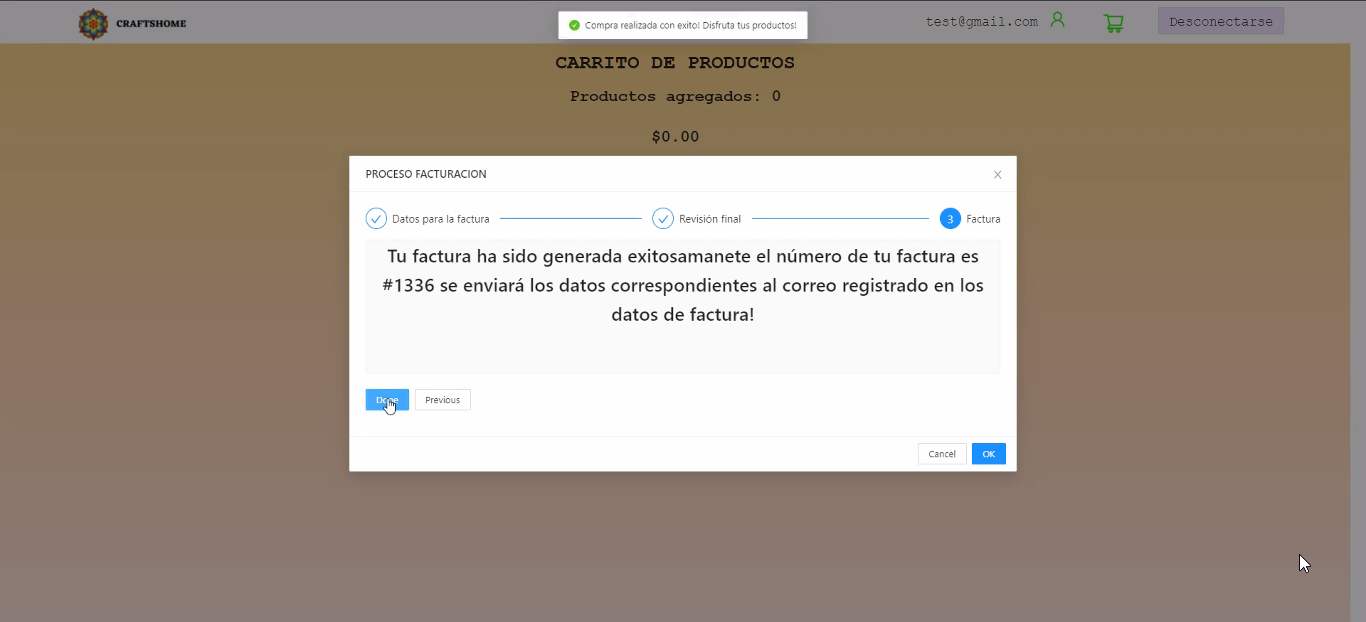 CRAFTSHOME
Compra realizada con exito! Disfruta tus productos!
test@gmail.com
Desconectarse
CARRITO DE PRODUCTOS
Productos agregados: 0
$0.00
PROCESO FACTURACION
Datos para la factura
Revisión final
3 Factura
Tu factura ha sido generada exitosamanete el número de tu factura es
#1336 se enviará los datos correspondientes al correo registrado en los
datos de factura!
Done
Previous
Cancel
OK